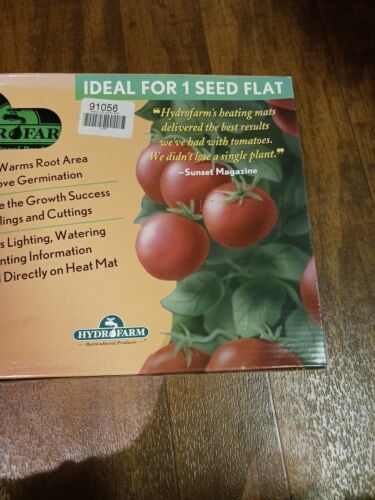 IDEAL FOR 1 SEED FLAT
91056
"Hydrofarm's heating mats
delivered the best results
we've had with tomatoes.
We didn't lose a single plant."
—Sunset Magazine
DROFAR
Warms Root Area
ove Germination
e the Growth Success
lings and Cuttings
s Lighting, Watering
nting Information
d Directly on Heat Mat
HYDROFARM
Horticultural Products